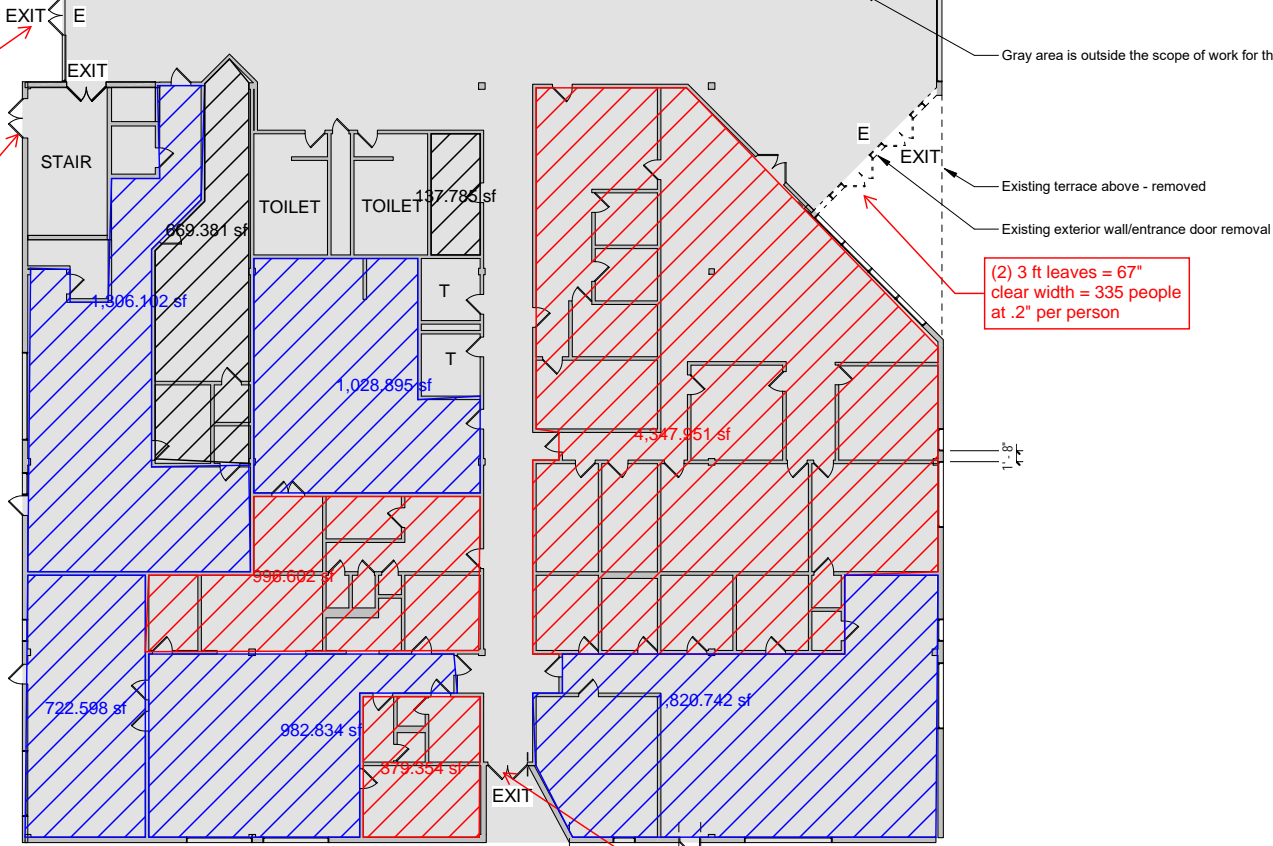 EXIT
E
EXIT
Gray area is outside the scope of work for th
E
EXIT
STAIR
TOILET
TOILET
137.785 sf
Existing terrace above - removed
669.381 sf
Existing exterior wall/entrance door removal
(2) 3 ft leaves = 67"
clear width = 335 people
at .2" per person
T
1,306.102 sf
T
1,028.895 sf
4,347.951 sf
1' - 8"
996.602 sf
722.598 sf
982.834 sf
1,820.742 sf
379.354 sf
EXIT